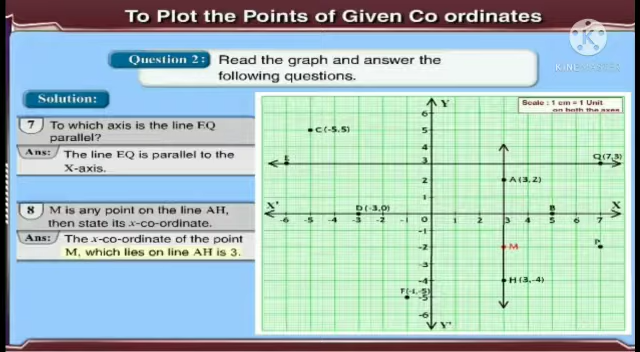 To Plot the Points of Given Co ordinates
K
KINEMASTER
Question 2: Read the graph and answer the
following questions.
Solution:
7 To which axis is the line EQ
parallel?
Ans: The line EQ is parallel to the
X-axis.
8 M is any point on the line AH,
then state its x-co-ordinate.
Ans: The x-co-ordinate of the point
M, which lies on line AH is 3.
Scale : 1 cm = 1 Unit
on both the axes
Y
6
C (-5,5) 5
4
E 3 Q (7,3)
2 A (3, 2)
1
X' D (-3,0) B X
-6 -5 -4 -3 -2 -1 0 1 2 3 4 5 6 7
-1
-2 M P
-3
-4 H (3, -4)
F(-1,-5) -5
-6
Y'